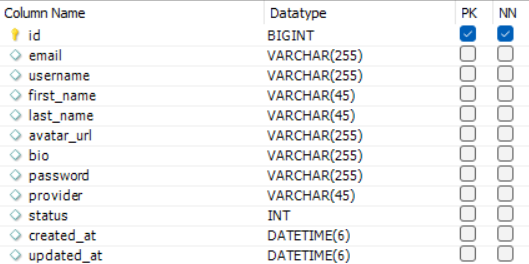 Column Name Datatype PK NN
id BIGINT
email VARCHAR(255)
username VARCHAR(255)
first_name VARCHAR(45)
last_name VARCHAR(45)
avatar_url VARCHAR(255)
bio VARCHAR(255)
password VARCHAR(255)
provider VARCHAR(45)
status INT
created_at DATETIME(6)
updated_at DATETIME(6)